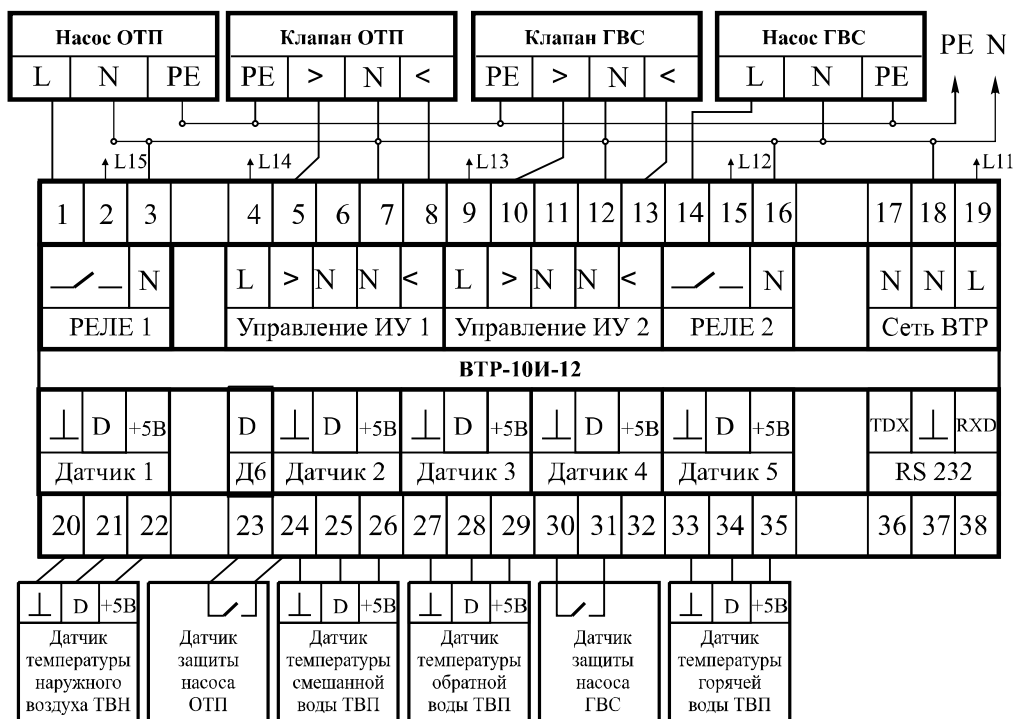 Насос ОТП Клапан ОТП Клапан ГВС Насос ГВС
PE N
L N PE PE > N < PE > N < L N PE
L15 L14 L13 L12 L11
1 2 3 4 5 6 7 8 9 10 11 12 13 14 15 16 17 18 19
N L > N N < L > N N < N N N L
РЕЛЕ 1 Управление ИУ 1 Управление ИУ 2 РЕЛЕ 2 Сеть ВТР
ВТР-10И-12
⊥ D +5В D ⊥ D +5В ⊥ D +5В ⊥ D +5В ⊥ D +5В TDX ⊥ RXD
Датчик 1 Д6 Датчик 2 Датчик 3 Датчик 4 Датчик 5 RS 232
20 21 22 23 24 25 26 27 28 29 30 31 32 33 34 35 36 37 38
⊥ D +5В ⊥ D +5В ⊥ D +5В ⊥ D +5В
Датчик
температуры
наружного
воздуха ТВН
Датчик
защиты
насоса
ОТП
Датчик
температуры
смешанной
воды ТВП
Датчик
температуры
обратной
воды ТВП
Датчик
защиты
насоса
ГВС
Датчик
температуры
горячей
воды ТВП